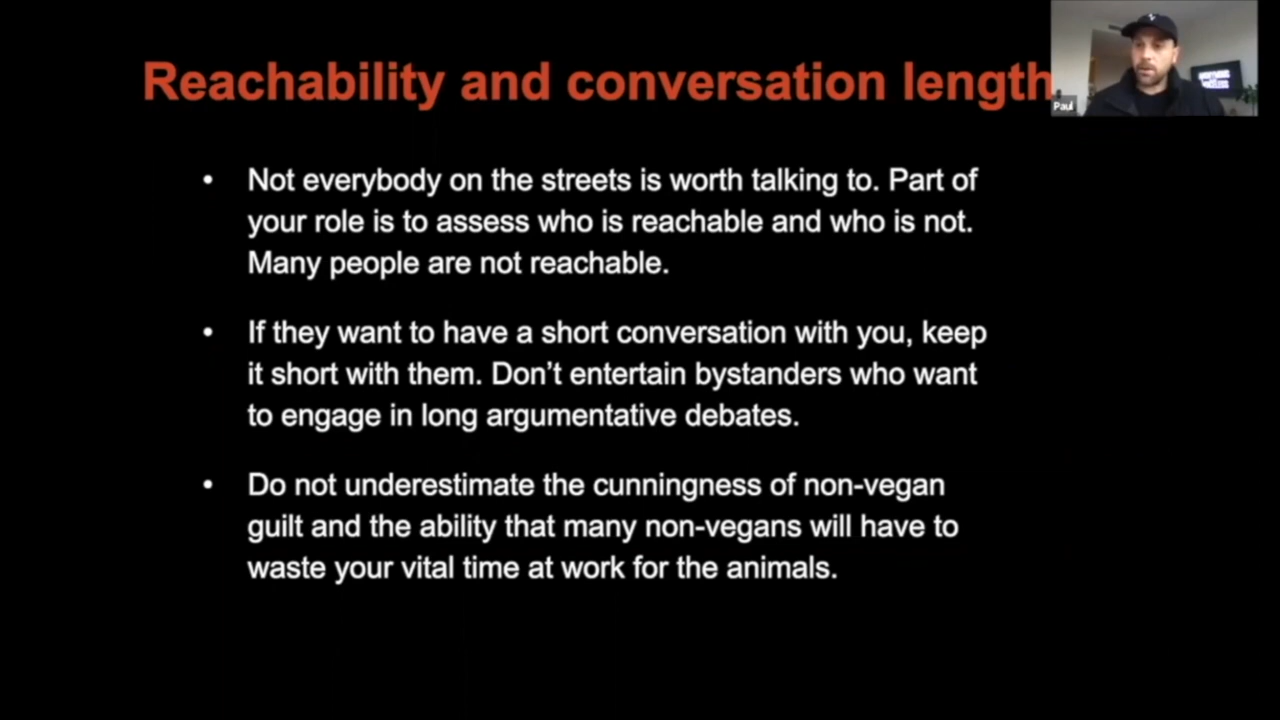 Reachability and conversation length
Paul
• Not everybody on the streets is worth talking to. Part of
your role is to assess who is reachable and who is not.
Many people are not reachable.
• If they want to have a short conversation with you, keep
it short with them. Don’t entertain bystanders who want
to engage in long argumentative debates.
• Do not underestimate the cunningness of non-vegan
guilt and the ability that many non-vegans will have to
waste your vital time at work for the animals.